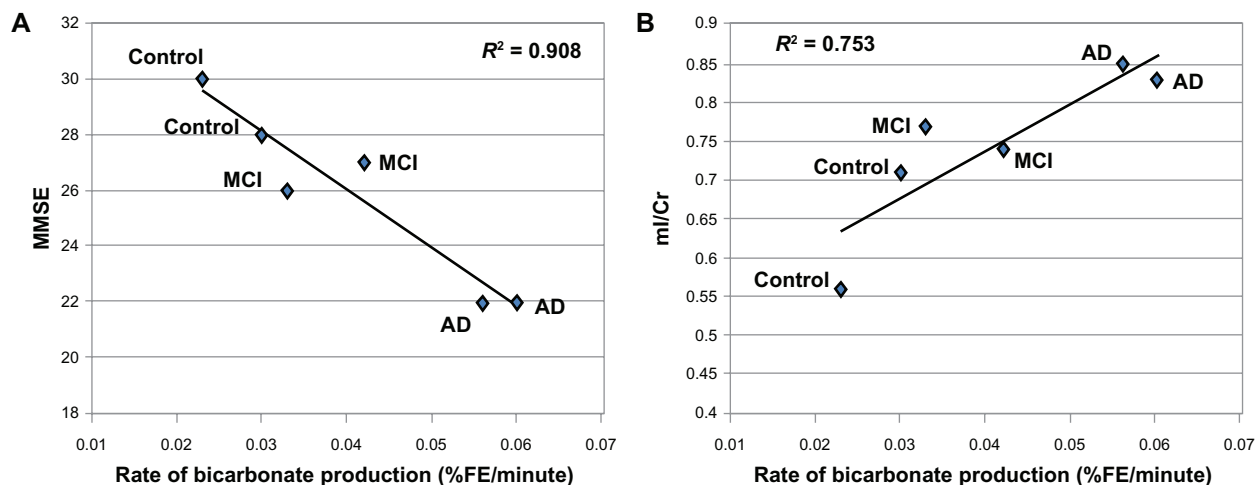 A
MMSE
32
30
28
26
24
22
20
18
R² = 0.908
Control
Control
MCI
MCI
AD
AD
0.01 0.02 0.03 0.04 0.05 0.06 0.07
Rate of bicarbonate production (%FE/minute)
B
mI/Cr
0.9
0.85
0.8
0.75
0.7
0.65
0.6
0.55
0.5
0.45
0.4
R² = 0.753
AD
AD
MCI
MCI
Control
Control
0.01 0.02 0.03 0.04 0.05 0.06 0.07
Rate of bicarbonate production (%FE/minute)